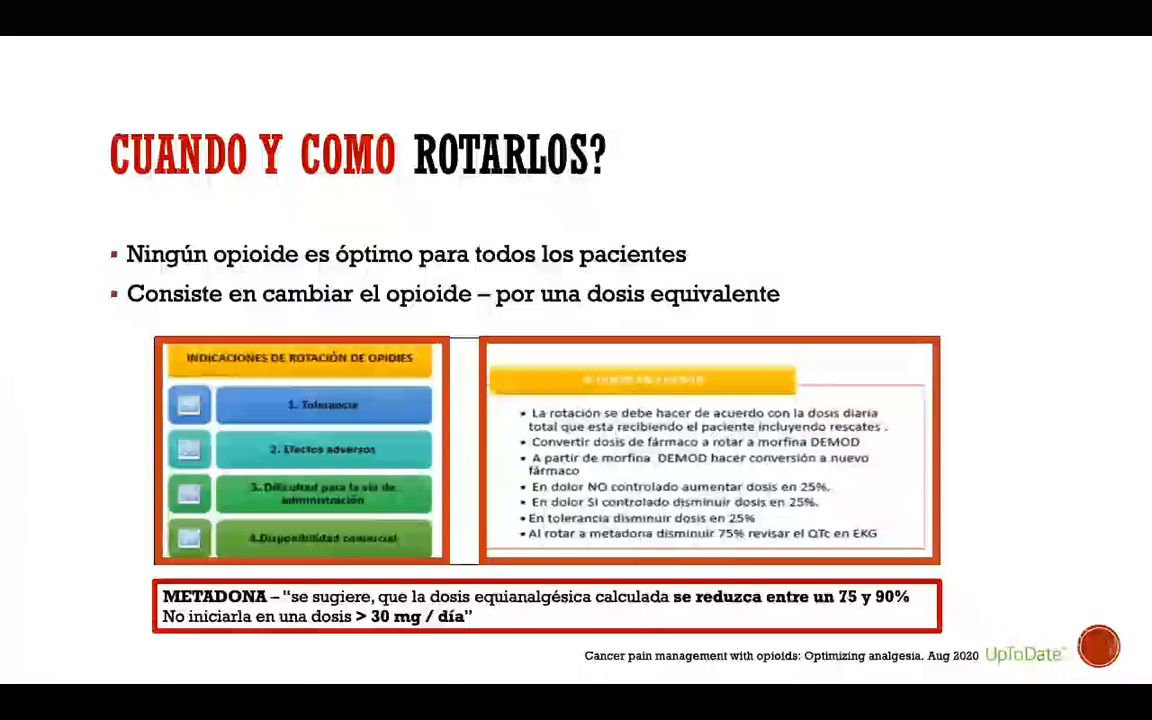 CUANDO Y COMO ROTARLOS?
▪ Ningún opioide es óptimo para todos los pacientes
▪ Consiste en cambiar el opioide – por una dosis equivalente
INDICACIONES DE ROTACIÓN DE OPIDIES
1. Tolerancia
2. Efectos adversos
3. Dificultad para la vía de
administración
4.Disponibilidad comercial
• La rotación se debe hacer de acuerdo con la dosis diaria
total que esta recibiendo el paciente incluyendo rescates .
• Convertir dosis de fármaco a rotar a morfina DEMOD
• A partir de morfina DEMOD hacer conversión a nuevo
fármaco
• En dolor NO controlado aumentar dosis en 25%.
• En dolor SI controlado disminuir dosis en 25%.
• En tolerancia disminuir dosis en 25%
• Al rotar a metadona disminuir 75% revisar el QTc en EKG
METADONA – “se sugiere, que la dosis equianalgésica calculada se reduzca entre un 75 y 90%
No iniciarla en una dosis > 30 mg / día”
Cancer pain management with opioids: Optimizing analgesia. Aug 2020 UpToDate